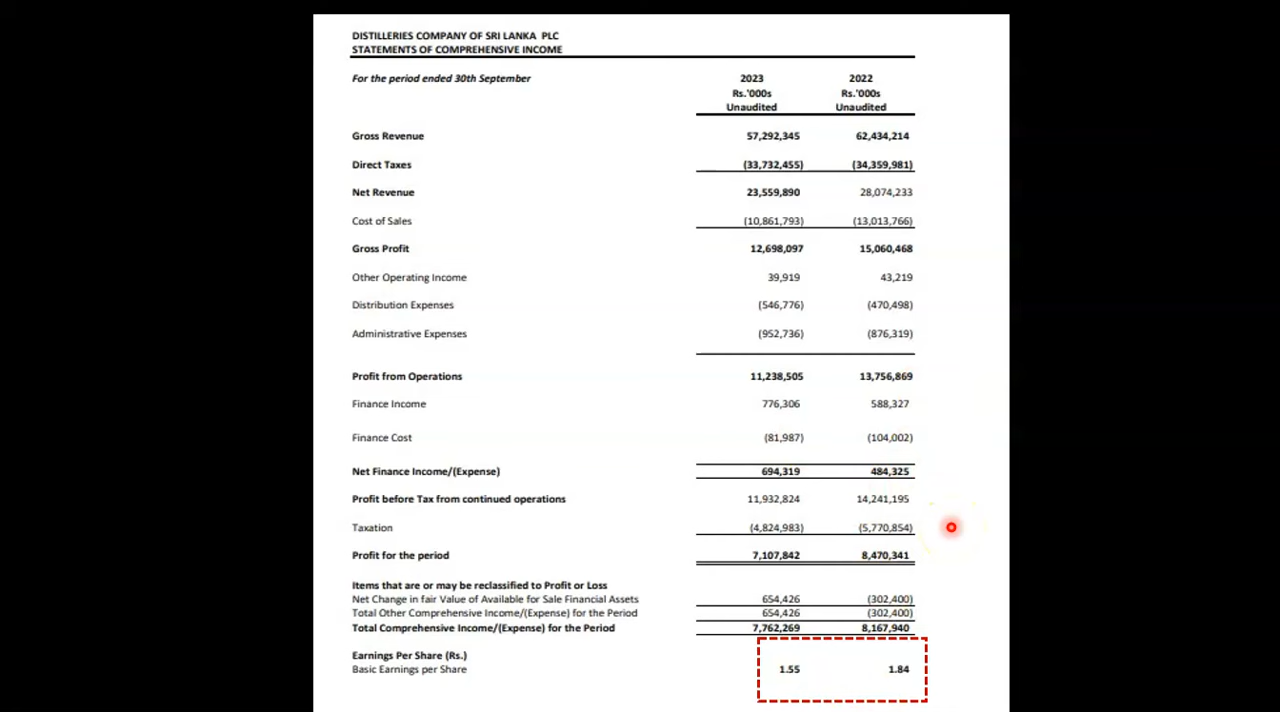 DISTILLERIES COMPANY OF SRI LANKA PLC
STATEMENTS OF COMPREHENSIVE INCOME
For the period ended 30th September 2023 2022
Rs.'000s Rs.'000s
Unaudited Unaudited
Gross Revenue 57,292,345 62,434,214
Direct Taxes (33,732,455) (34,359,981)
Net Revenue 23,559,890 28,074,233
Cost of Sales (10,861,793) (13,013,766)
Gross Profit 12,698,097 15,060,468
Other Operating Income 39,919 43,219
Distribution Expenses (546,776) (470,498)
Administrative Expenses (952,736) (876,319)
Profit from Operations 11,238,505 13,756,869
Finance Income 776,306 588,327
Finance Cost (81,987) (104,002)
Net Finance Income/(Expense) 694,319 484,325
Profit before Tax from continued operations 11,932,824 14,241,195
Taxation (4,824,983) (5,770,854)
Profit for the period 7,107,842 8,470,341
Items that are or may be reclassified to Profit or Loss
Net Change in fair Value of Available for Sale Financial Assets 654,426 (302,400)
Total Other Comprehensive Income/(Expense) for the Period 654,426 (302,400)
Total Comprehensive Income/(Expense) for the Period 7,762,269 8,167,940
Earnings Per Share (Rs.)
Basic Earnings per Share 1.55 1.84